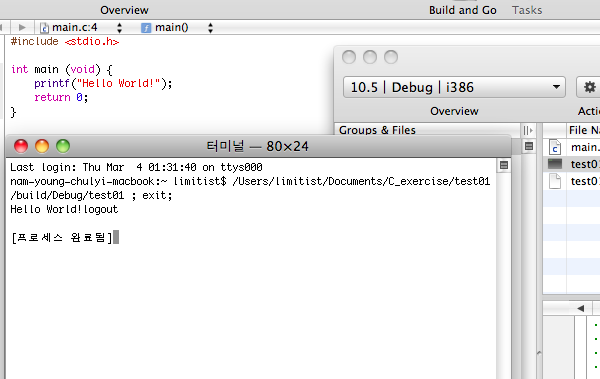 Overview
Build and Go
Tasks
main.c:4
main()
#include <stdio.h>
int main (void) {
printf("Hello World!");
return 0;
}
10.5 | Debug | i386
Overview
Groups & Files
File Na
main.
test01
test01
터미널 — 80×24
Last login: Thu Mar  4 01:31:40 on ttys000
nam-young-chulyi-macbook:~ limitist$ /Users/limitist/Documents/C_exercise/test01
/build/Debug/test01 ; exit;
Hello World!logout
[프로세스 완료됨]